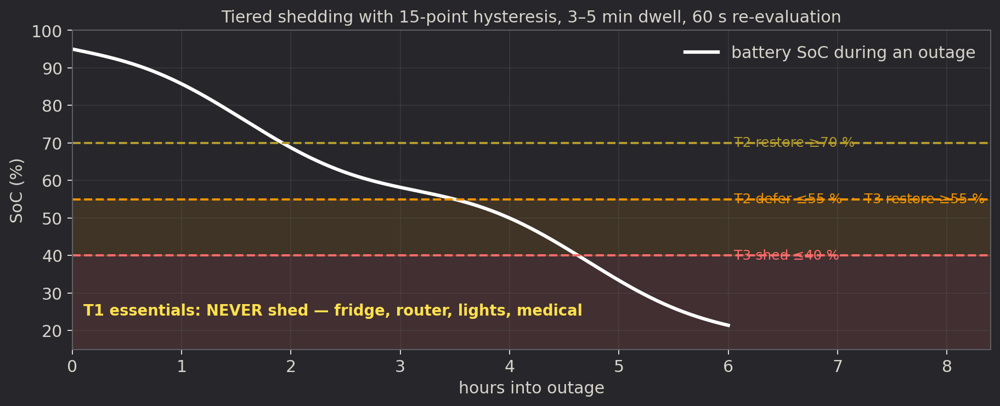 Tiered shedding with 15-point hysteresis, 3–5 min dwell, 60 s re-evaluation
battery SoC during an outage
100
90
80
70
60
50
40
30
20
SoC (%)
T2 restore ≥70 %
T2 defer ≤55 % · T3 restore ≥55 %
T3 shed ≤40 %
T1 essentials: NEVER shed — fridge, router, lights, medical
0 1 2 3 4 5 6 7 8
hours into outage